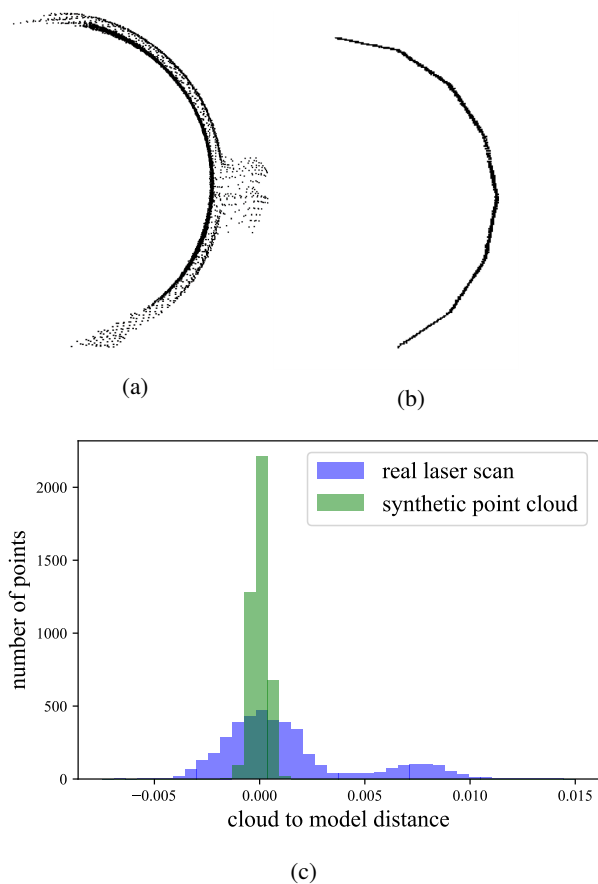 (a)
(b)
real laser scan
synthetic point cloud
number of points
2000
1500
1000
500
0
−0.005
0.000
0.005
0.010
0.015
cloud to model distance
(c)